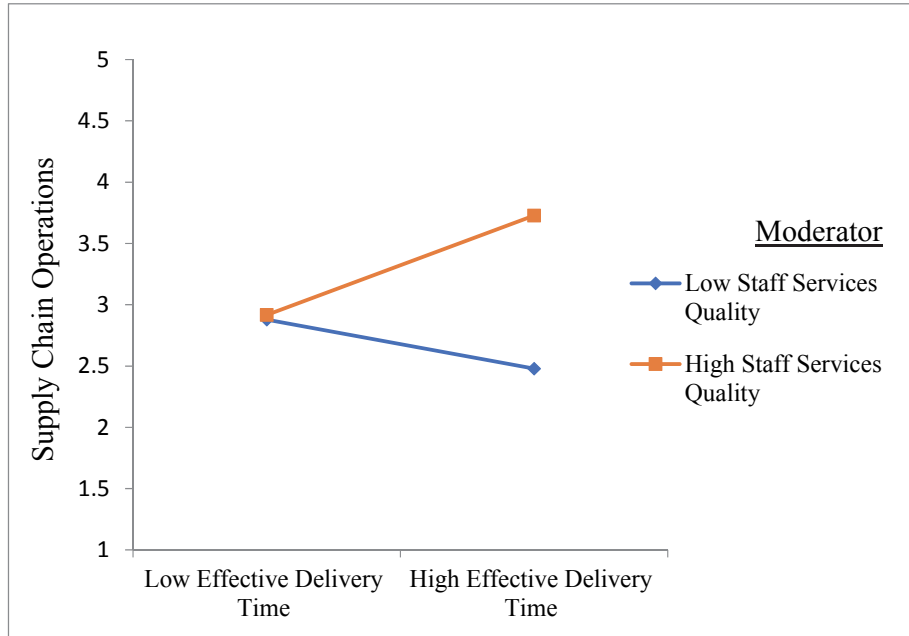 5
4.5
4
3.5
3
2.5
2
1.5
1
Supply Chain Operations
Low Effective Delivery
Time
High Effective Delivery
Time
Moderator
Low Staff Services
Quality
High Staff Services
Quality